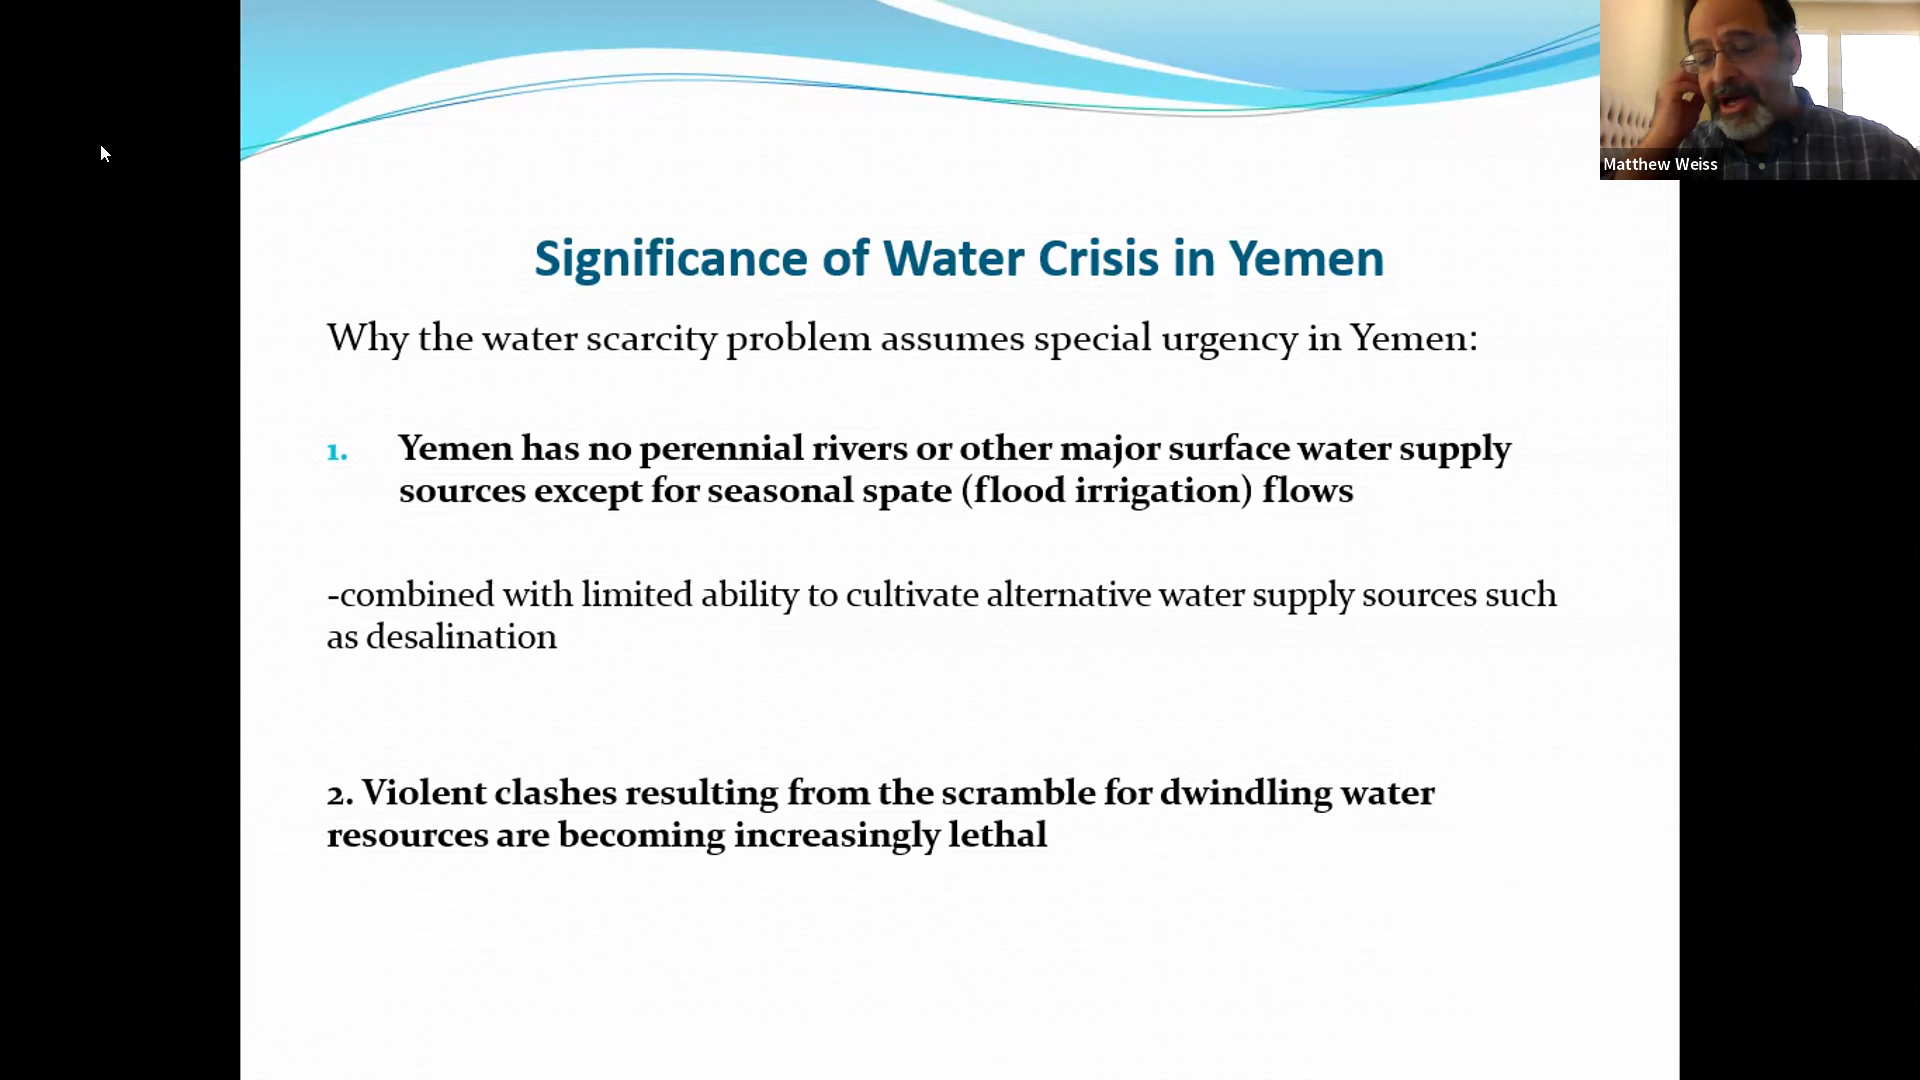 Matthew Weiss
Significance of Water Crisis in Yemen
Why the water scarcity problem assumes special urgency in Yemen:
1. Yemen has no perennial rivers or other major surface water supply
sources except for seasonal spate (flood irrigation) flows
-combined with limited ability to cultivate alternative water supply sources such
as desalination
2. Violent clashes resulting from the scramble for dwindling water
resources are becoming increasingly lethal